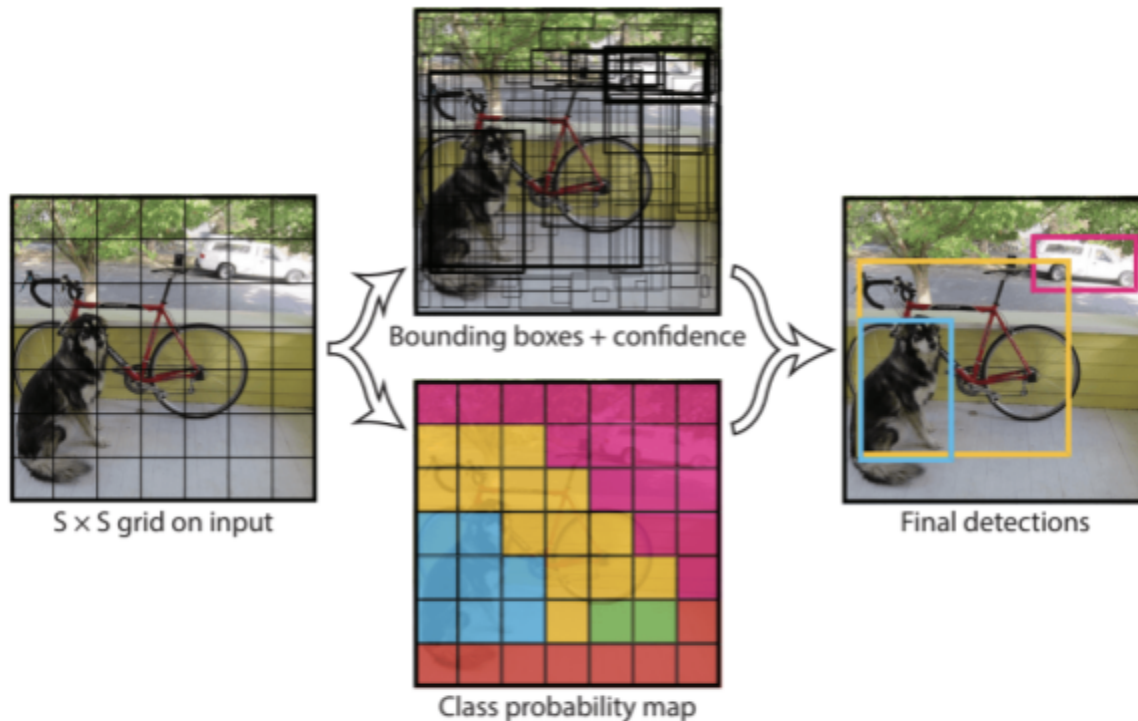 S × S grid on input
Bounding boxes + confidence
Class probability map
Final detections